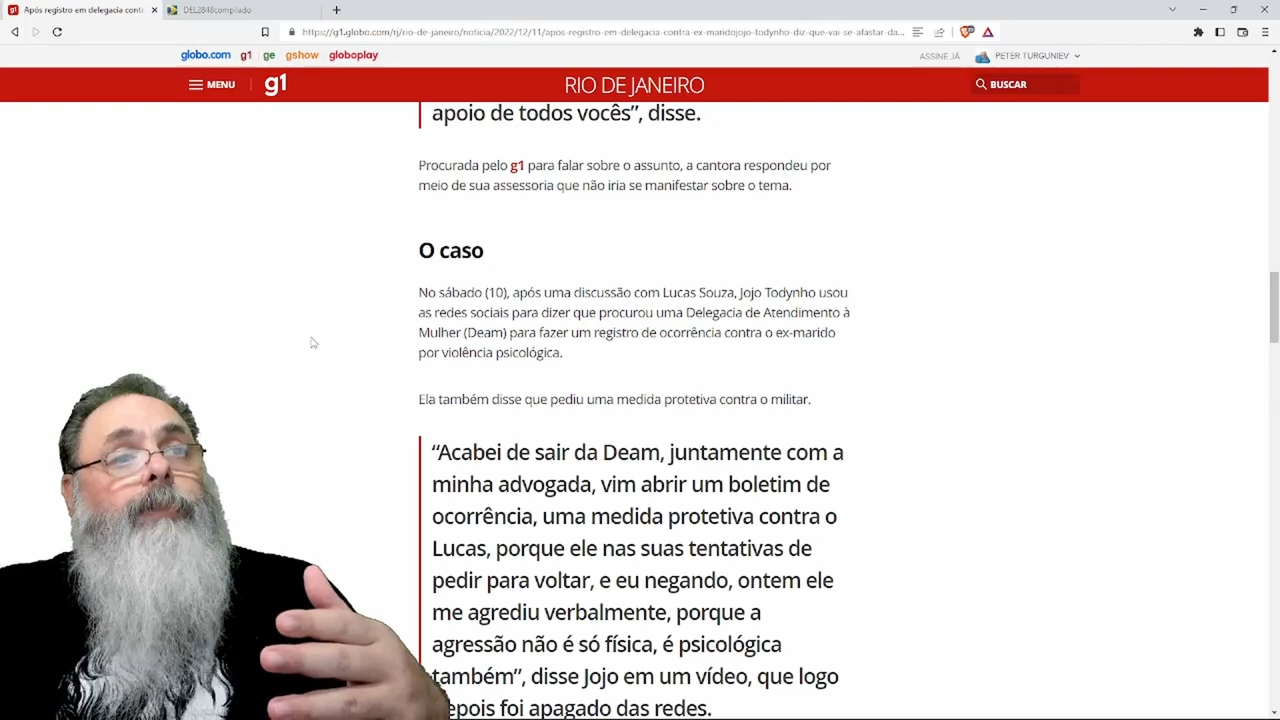 g1 Após registro em delegacia contr
DEL2848compilado
https://g1.globo.com/rj/rio-de-janeiro/noticia/2022/12/11/apos-registro-em-delegacia-contra-ex-maridojojo-todynho-diz-que-vai-se-afastar-da...
globo.com g1 ge gshow globoplay
ASSINE JÁ PETER TURGUNIEV
MENU g1 RIO DE JANEIRO BUSCAR
apoio de todos vocês”, disse.
Procurada pelo g1 para falar sobre o assunto, a cantora respondeu por
meio de sua assessoria que não iria se manifestar sobre o tema.
O caso
No sábado (10), após uma discussão com Lucas Souza, Jojo Todynho usou
as redes sociais para dizer que procurou uma Delegacia de Atendimento à
Mulher (Deam) para fazer um registro de ocorrência contra o ex-marido
por violência psicológica.
Ela também disse que pediu uma medida protetiva contra o militar.
“Acabei de sair da Deam, juntamente com a
minha advogada, vim abrir um boletim de
ocorrência, uma medida protetiva contra o
Lucas, porque ele nas suas tentativas de
pedir para voltar, e eu negando, ontem ele
me agrediu verbalmente, porque a
agressão não é só física, é psicológica
também”, disse Jojo em um vídeo, que logo
depois foi apagado das redes.